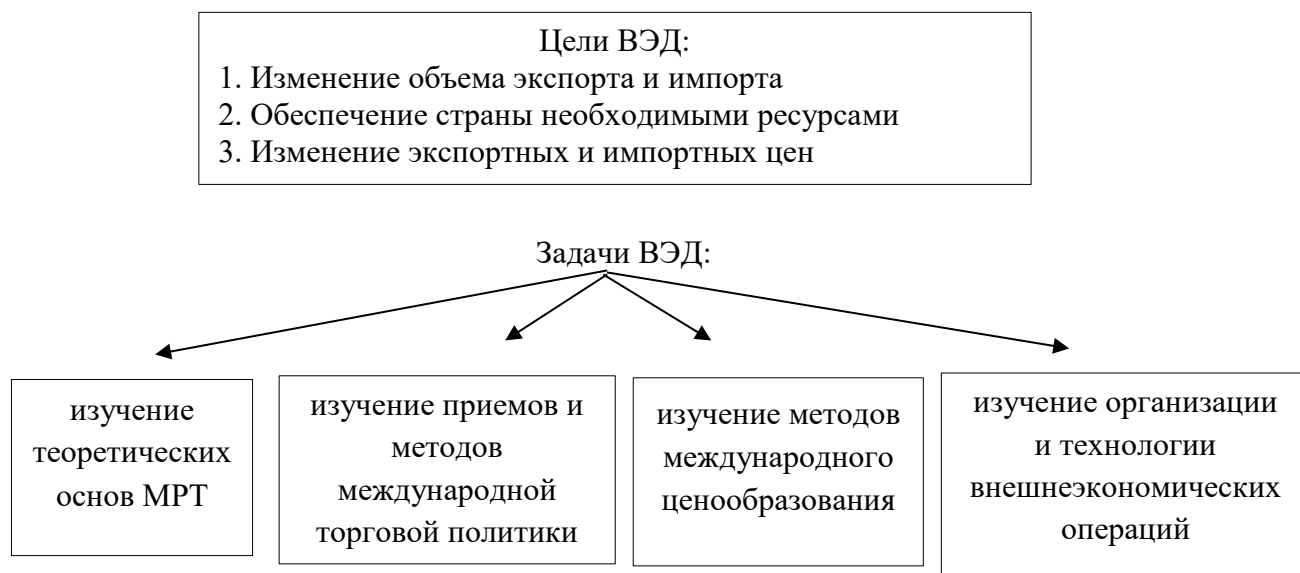 Цели ВЭД:
1. Изменение объема экспорта и импорта
2. Обеспечение страны необходимыми ресурсами
3. Изменение экспортных и импортных цен
Задачи ВЭД:
изучение
теоретических
основ МРТ
изучение приемов и
методов
международной
торговой политики
изучение методов
международного
ценообразования
изучение организации
и технологии
внешнеэкономических
операций